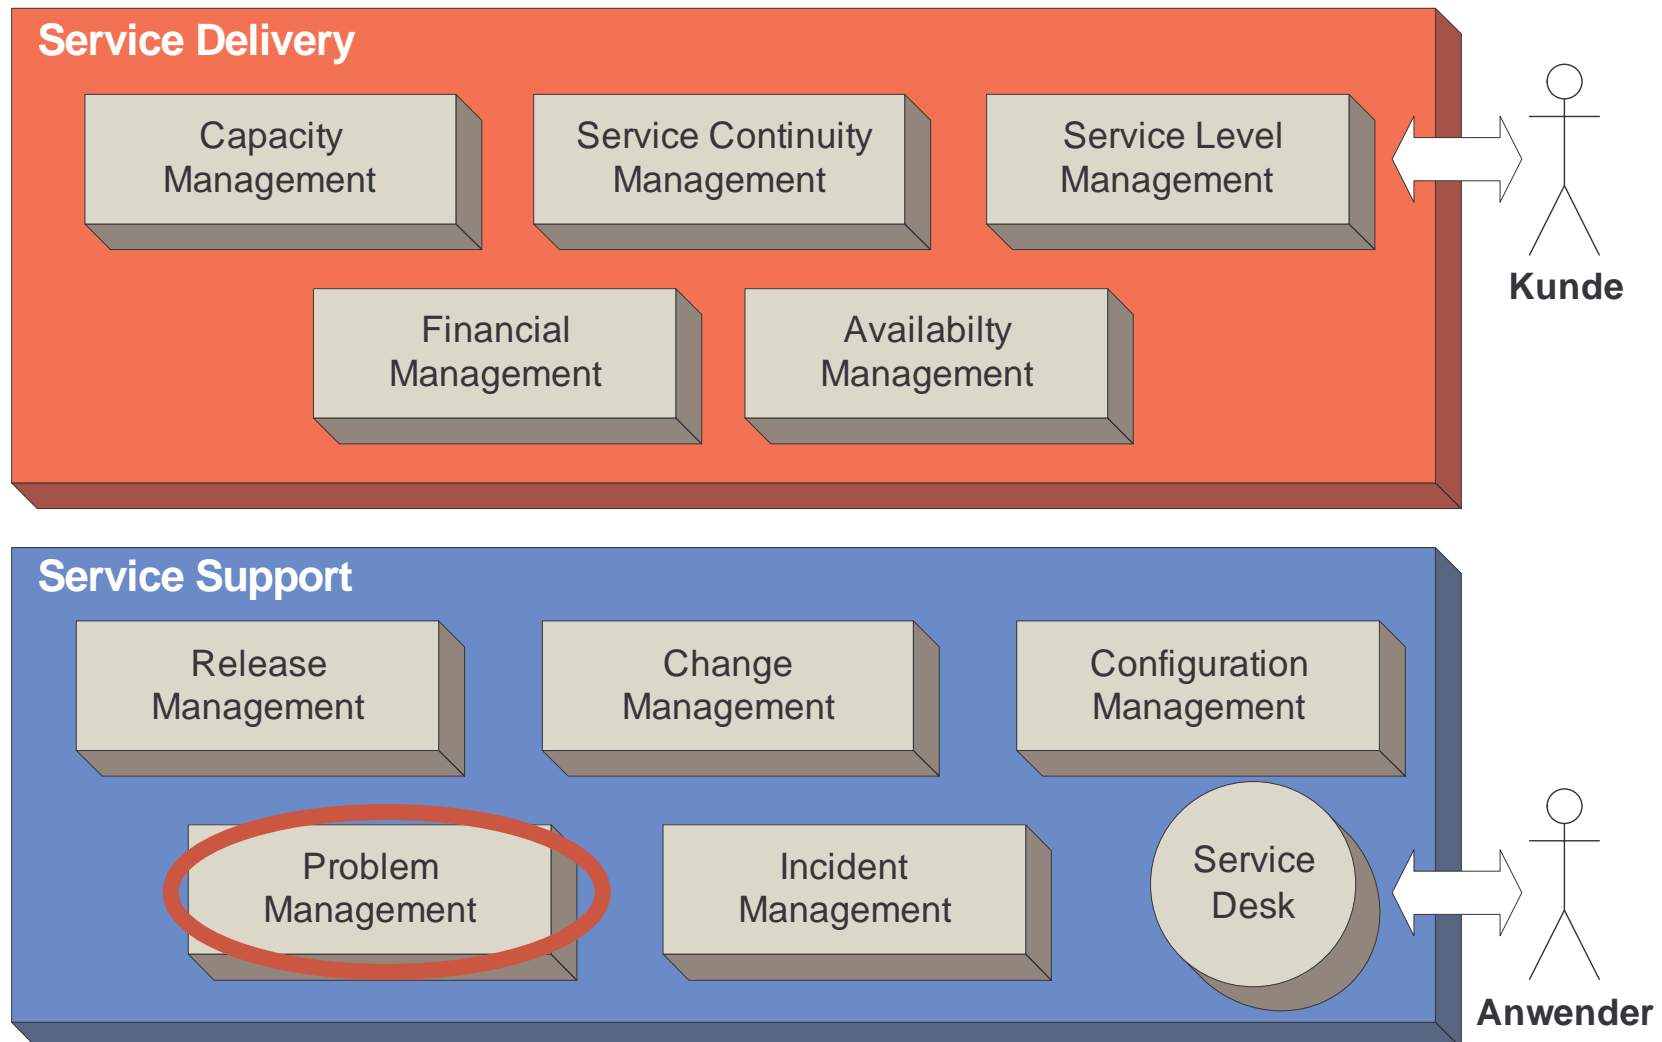 Service Delivery
Capacity
Management
Service Continuity
Management
Service Level
Management
Kunde
Financial
Management
Availabilty
Management
Service Support
Release
Management
Change
Management
Configuration
Management
Problem
Management
Incident
Management
Service
Desk
Anwender